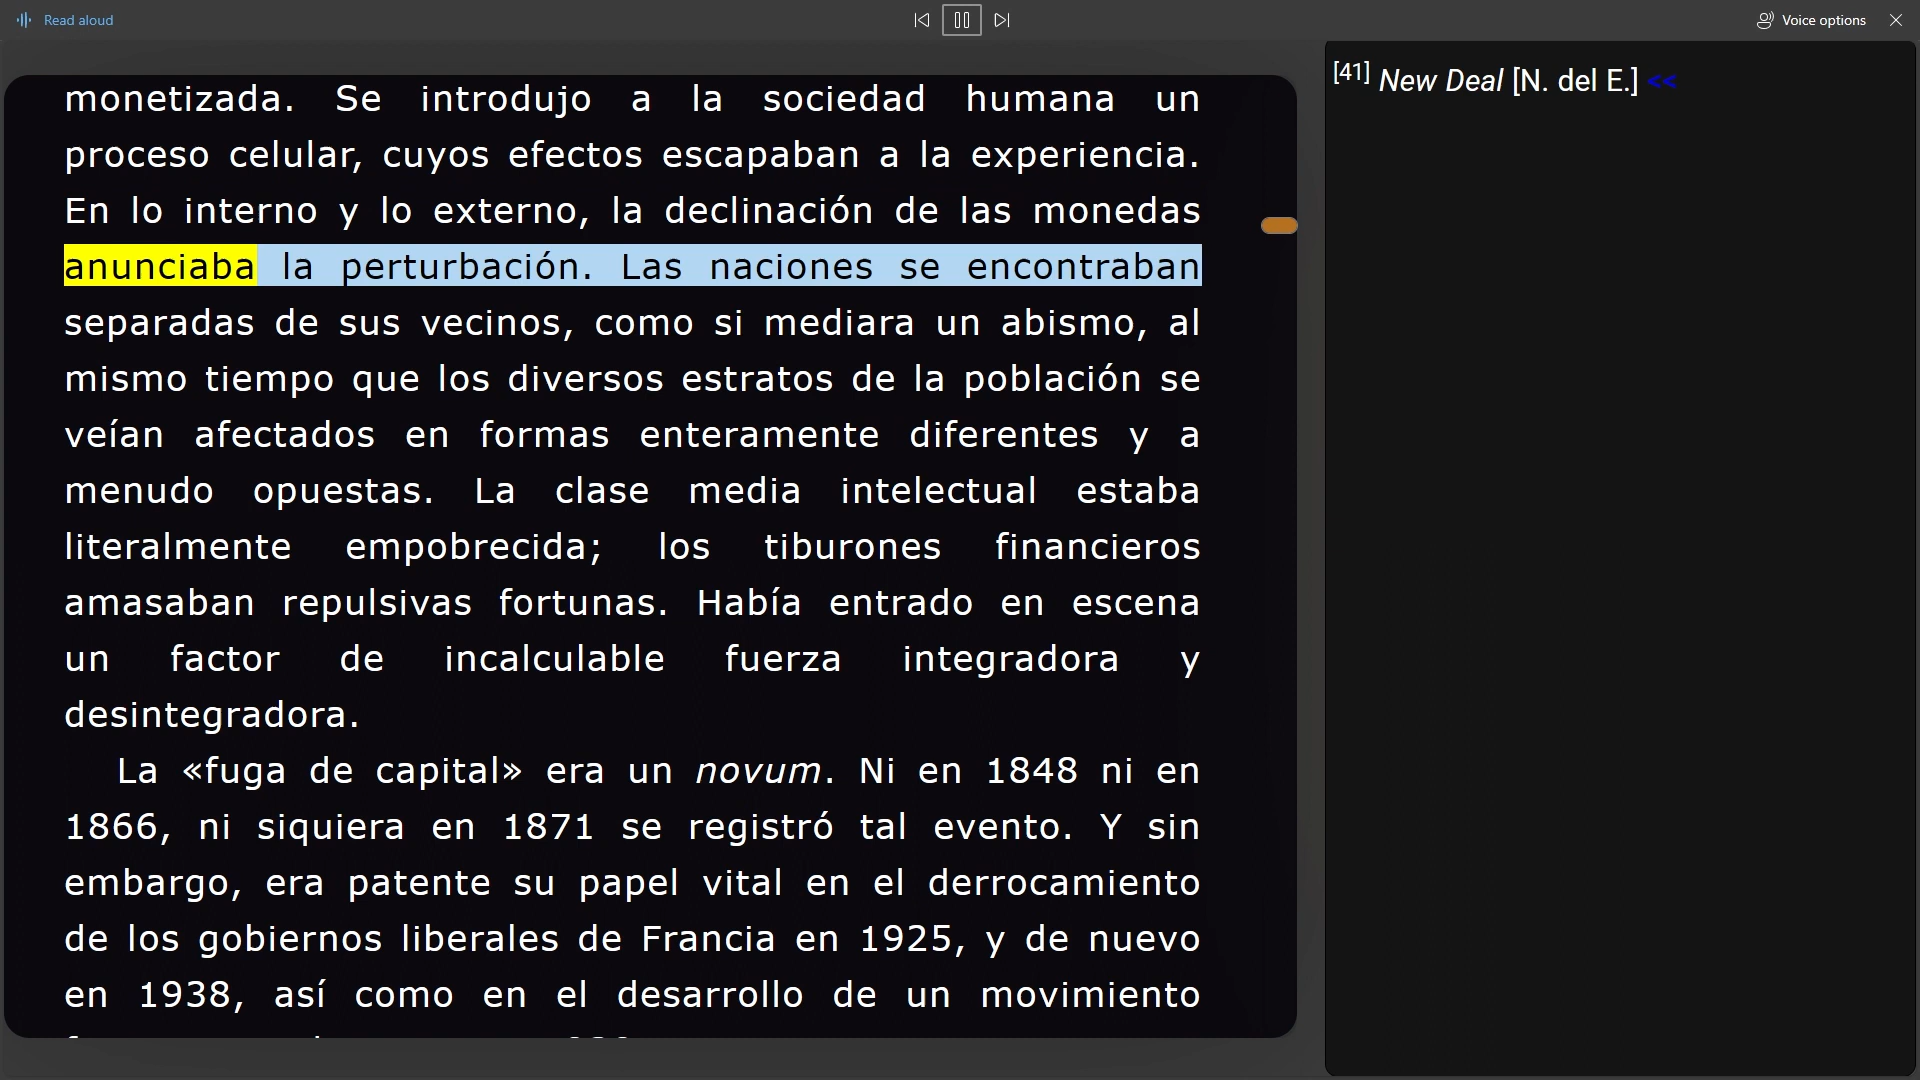 Read aloud
Voice options
monetizada. Se introdujo a la sociedad humana un
proceso celular, cuyos efectos escapaban a la experiencia.
En lo interno y lo externo, la declinación de las monedas
anunciaba la perturbación. Las naciones se encontraban
separadas de sus vecinos, como si mediara un abismo, al
mismo tiempo que los diversos estratos de la población se
veían afectados en formas enteramente diferentes y a
menudo opuestas. La clase media intelectual estaba
literalmente empobrecida; los tiburones financieros
amasaban repulsivas fortunas. Había entrado en escena
un factor de incalculable fuerza integradora y
desintegradora.
La «fuga de capital» era un novum. Ni en 1848 ni en
1866, ni siquiera en 1871 se registró tal evento. Y sin
embargo, era patente su papel vital en el derrocamiento
de los gobiernos liberales de Francia en 1925, y de nuevo
en 1938, así como en el desarrollo de un movimiento
[41] New Deal [N. del E.] <<